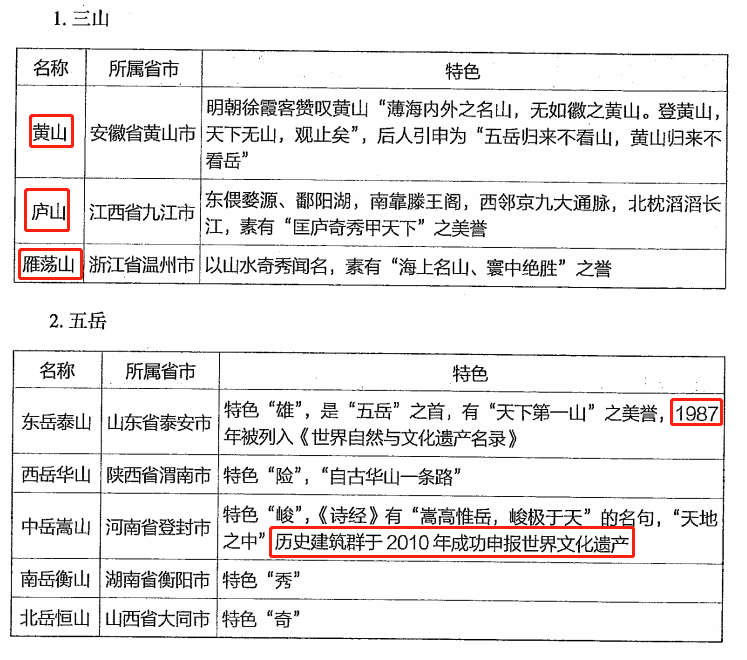 1. 三山
名称 所属省市 特色
明朝徐霞客赞叹黄山“薄海内外之名山，无如徽之黄山。登黄山，
黄山 安徽省黄山市 天下无山，观止矣”，后人引申为“五岳归来不看山，黄山归来不
看岳”
东偎婺源、鄱阳湖，南靠滕王阁，西邻京九大通脉，北枕滔滔长
庐山 江西省九江市
江，素有“匡庐奇秀甲天下”之美誉
雁荡山 浙江省温州市 以山水奇秀闻名，素有“海上名山、寰中绝胜”之誉
2. 五岳
名称 所属省市 特色
特色“雄”，是“五岳”之首，有“天下第一山”之美誉，1987
东岳泰山 山东省泰安市
年被列入《世界自然与文化遗产名录》
西岳华山 陕西省渭南市 特色“险”，“自古华山一条路”
特色“峻”，《诗经》有“嵩高惟岳，峻极于天”的名句，“天地
中岳嵩山 河南省登封市
之中”历史建筑群于2010年成功申报世界文化遗产
南岳衡山 湖南省衡阳市 特色“秀”
北岳恒山 山西省大同市 特色“奇”